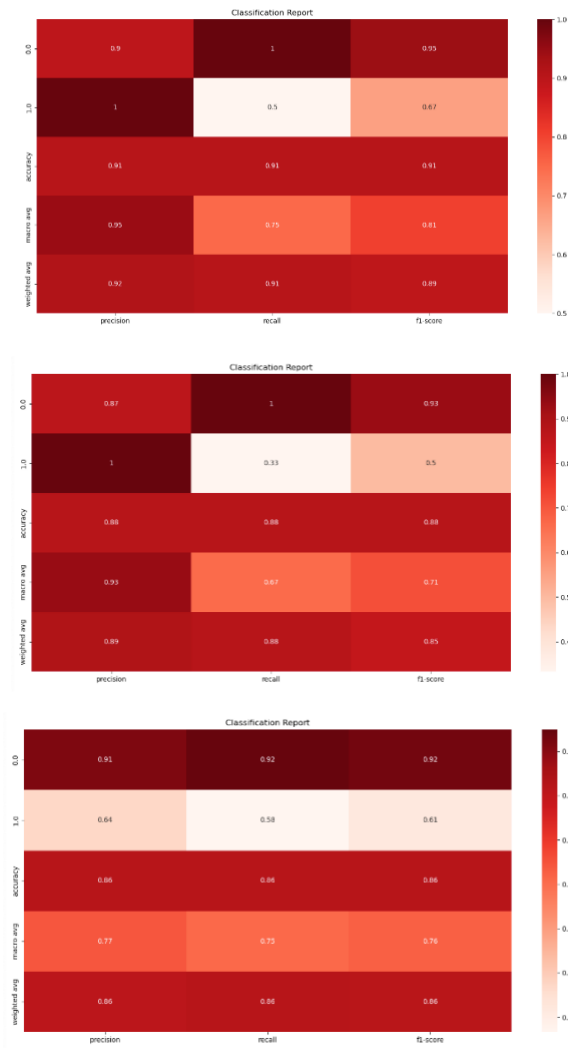 Classification Report
0.0 0.9 1 0.95
1.0 1 0.5 0.67
accuracy 0.91 0.91 0.91
macro avg 0.95 0.75 0.81
weighted avg 0.92 0.91 0.89
precision recall f1-score
1.0
0.9
0.8
0.7
0.6
0.5
Classification Report
0.0 0.87 1 0.93
1.0 1 0.33 0.5
accuracy 0.88 0.88 0.88
macro avg 0.93 0.67 0.71
weighted avg 0.89 0.88 0.85
precision recall f1-score
Classification Report
0.0 0.91 0.92 0.92
1.0 0.64 0.58 0.61
accuracy 0.86 0.86 0.86
macro avg 0.77 0.76
weighted avg 0.86 0.86 0.86
precision recall f1-score